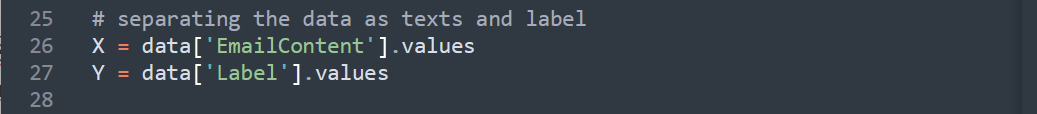 25 # separating the data as texts and label
26 X = data['EmailContent'].values
27 Y = data['Label'].values
28